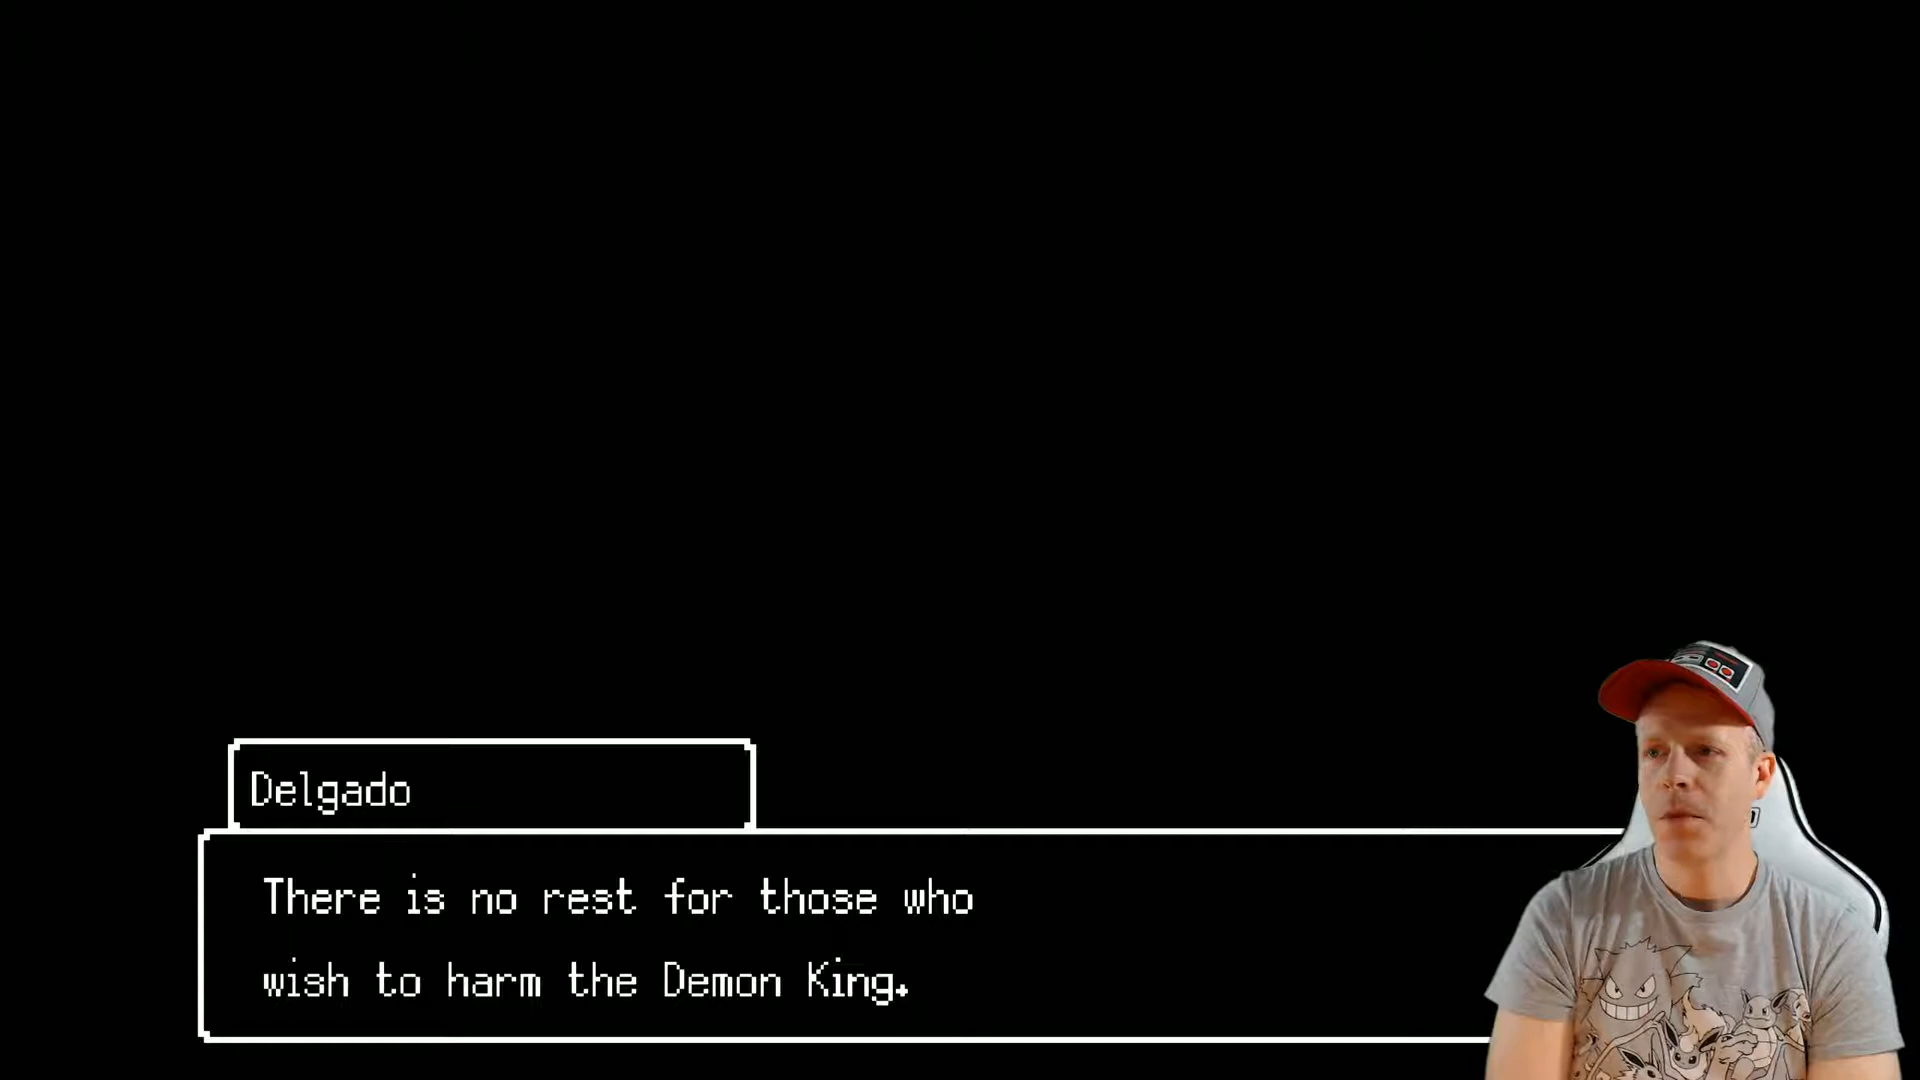 Delgado
There is no rest for those who
wish to harm the Demon King.